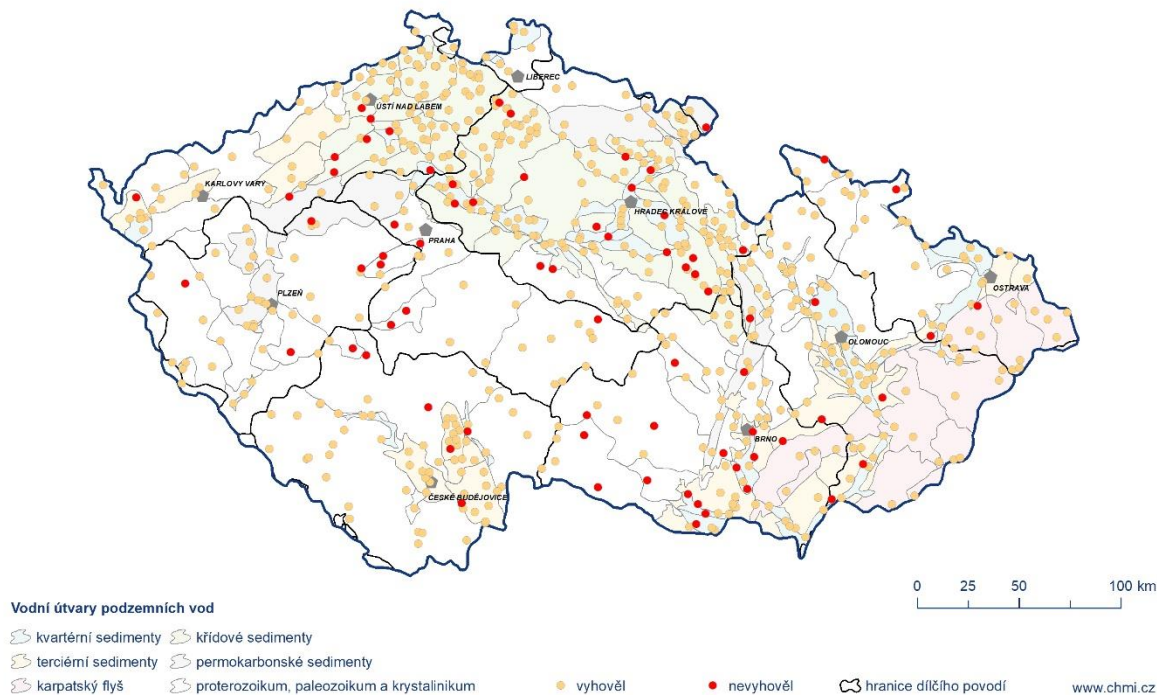 LIBEREC
ÚSTÍ NAD LABEM
KARLOVY VARY
HRADEC KRÁLOVÉ
PRAHA
PLZEŇ
OSTRAVA
OLOMOUC
BRNO
ČESKÉ BUDĚJOVICE
0 25 50 100 km
Vodní útvary podzemních vod
kvartérní sedimenty křídové sedimenty
terciérní sedimenty permokarbonské sedimenty
karpatský flyš proterozoikum, paleozoikum a krystalinikum vyhověl nevyhověl hranice dílčího povodí www.chmi.cz